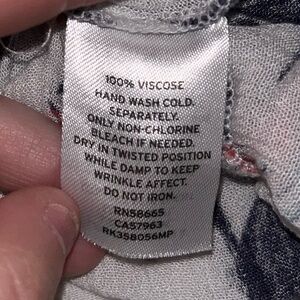 100% VISCOSE
HAND WASH COLD.
SEPARATELY.
ONLY NON-CHLORINE
BLEACH IF NEEDED.
DRY IN TWISTED POSITION
WHILE DAMP TO KEEP
WRINKLE AFFECT.
DO NOT IRON.
RN58665
CA57963
RK358056MP